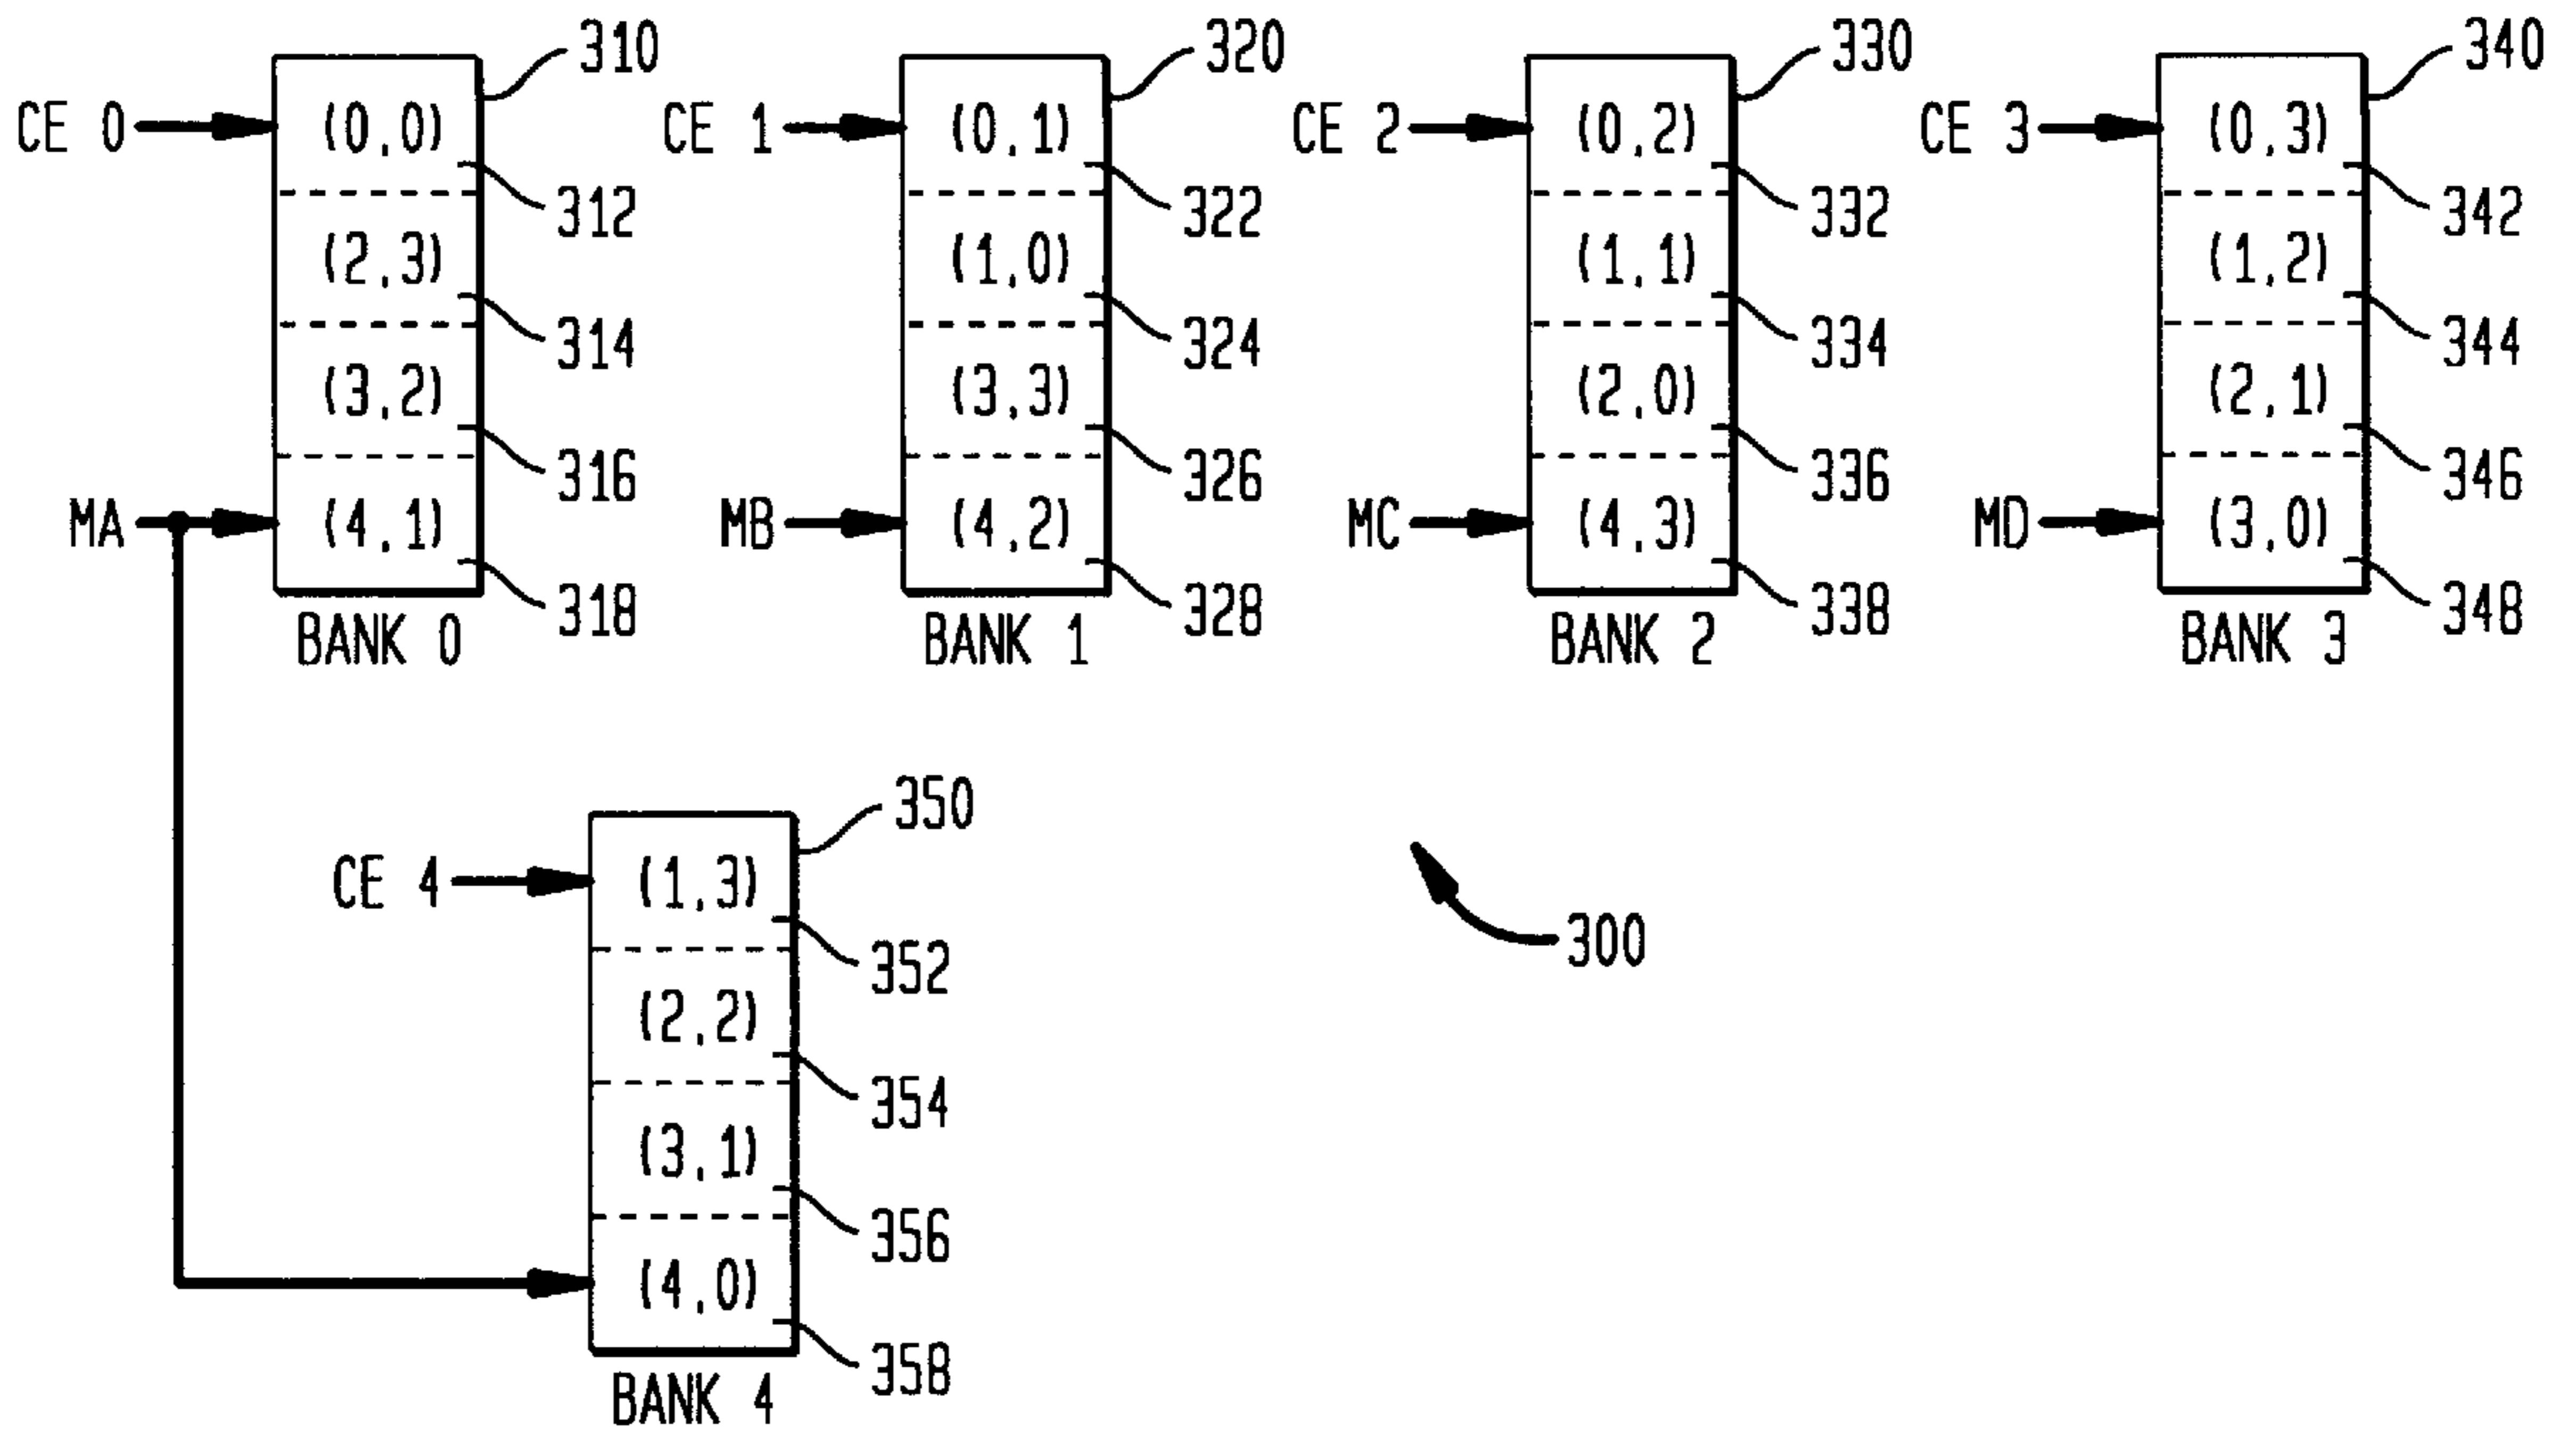 310 320 330 340
CE 0 (0,0) CE 1 (0,1) CE 2 (0,2) CE 3 (0,3)
312 322 332 342
(2,3) (1,0) (1,1) (1,2)
314 324 334 344
(3,2) (3,3) (2,0) (2,1)
316 326 336 346
MA (4,1) MB (4,2) MC (4,3) MD (3,0)
318 328 338 348
BANK 0 BANK 1 BANK 2 BANK 3
350
CE 4 (1,3)
300
352
(2,2)
354
(3,1)
356
(4,0)
358
BANK 4